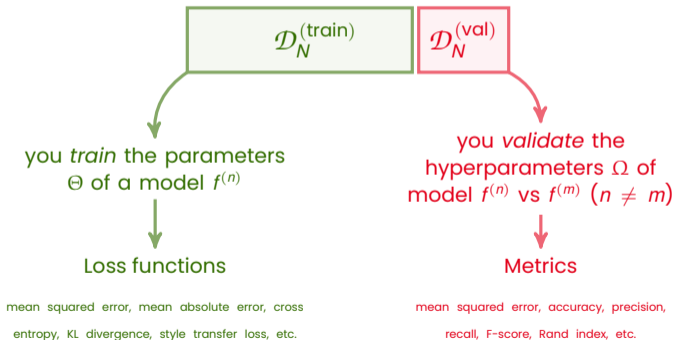 𝒟_N^(train) 𝒟_N^(val)
you train the parameters
Θ of a model f^(n)
you validate the
hyperparameters Ω of
model f^(n) vs f^(m) (n ≠ m)
Loss functions
Metrics
mean squared error, mean absolute error, cross
entropy, KL divergence, style transfer loss, etc.
mean squared error, accuracy, precision,
recall, F-score, Rand index, etc.